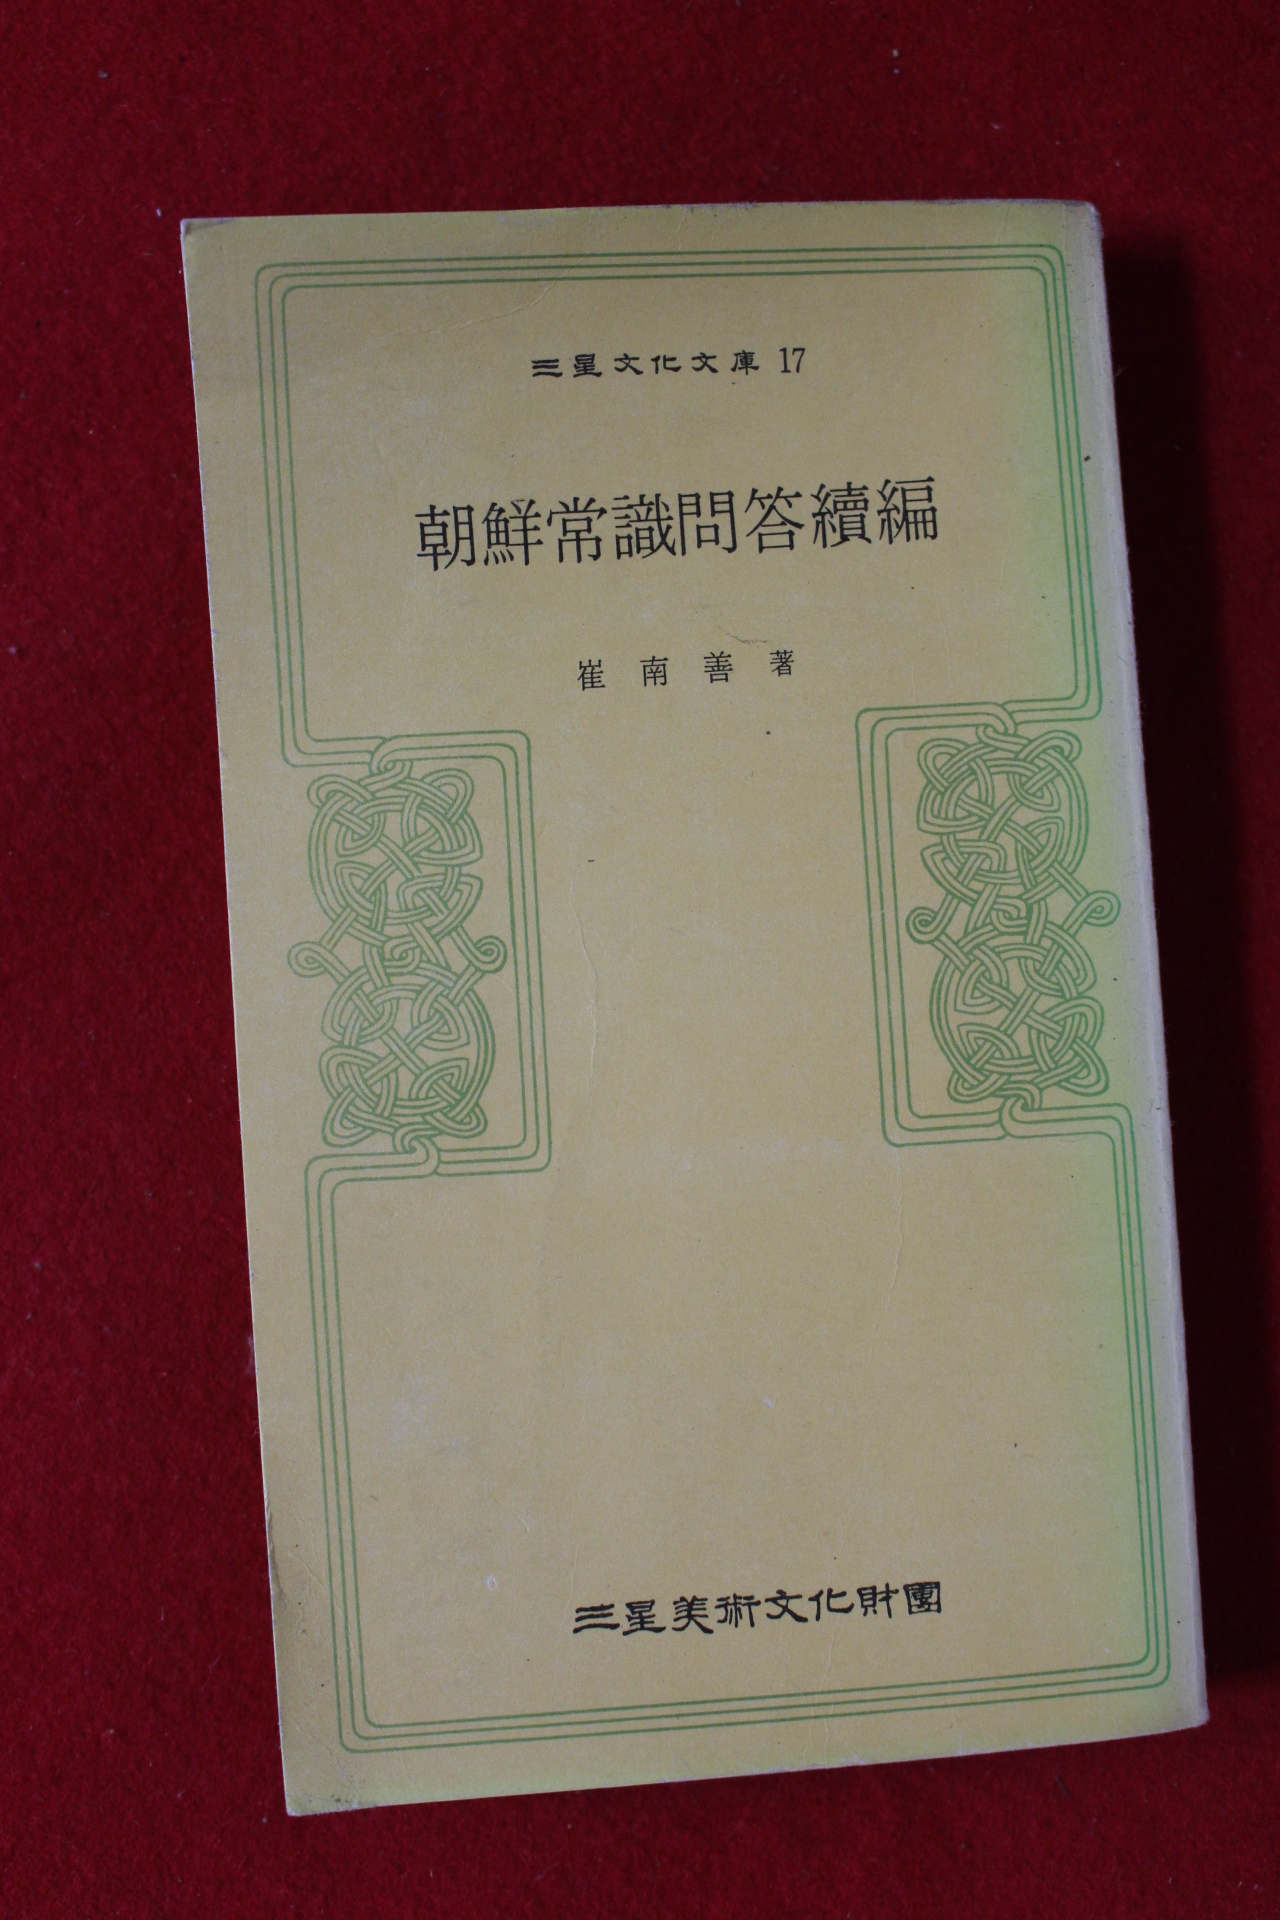 三星文化文庫 17
朝鮮常識問答續編
崔南善 著
三星美術文化財團